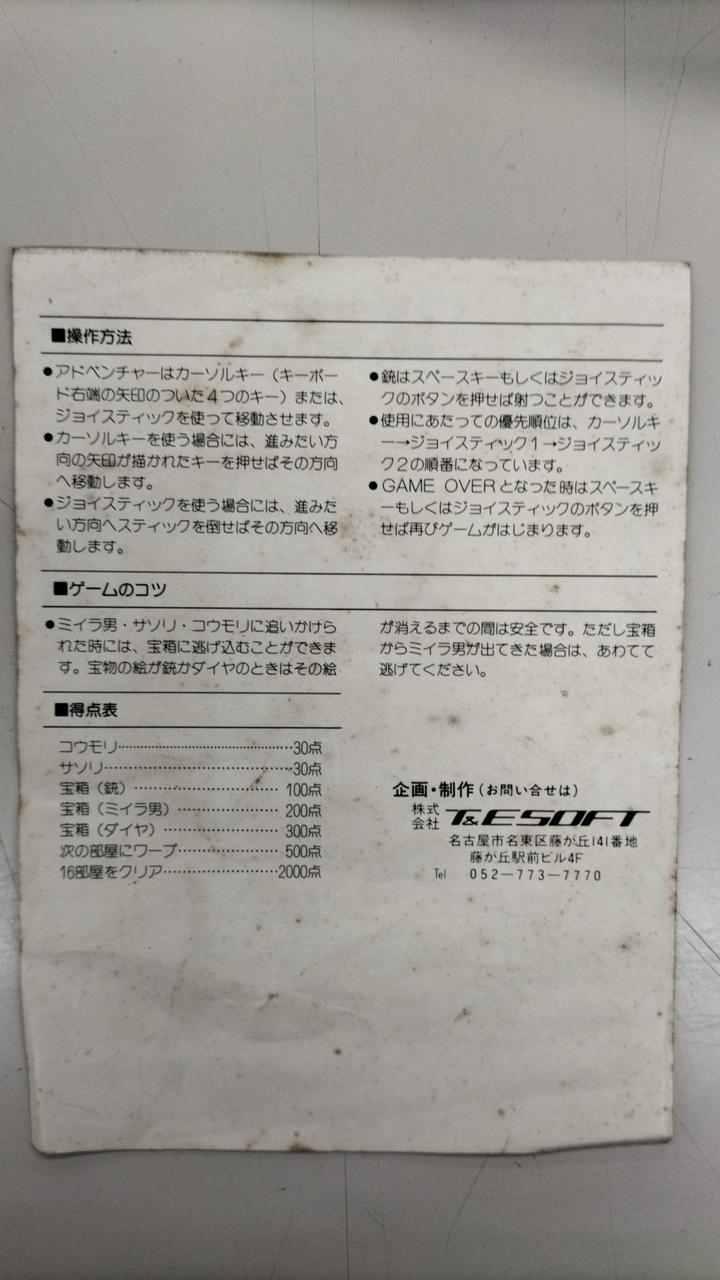 ■操作方法
●アドベンチャーはカーソルキー（キーボー
ド右端の矢印のついた４つのキー）または、
ジョイスティックを使って移動させます。
●カーソルキーを使う場合には、進みたい方
向の矢印が描かれたキーを押せばその方向
へ移動します。
●ジョイスティックを使う場合には、進みた
い方向へスティックを倒せばその方向へ移
動します。
●銃はスペースキーもしくはジョイスティッ
クのボタンを押せば射つことができます。
●使用にあたっての優先順位は、カーソルキ
ー→ジョイスティック１→ジョイスティッ
ク２の順番になっています。
●GAME OVERとなった時はスペースキ
ーもしくはジョイスティックのボタンを押
せば再びゲームがはじまります。
■ゲームのコツ
●ミイラ男・サソリ・コウモリに追いかけら
れた時には、宝箱に逃げ込むことができま
す。宝物の絵が銃かダイヤのときはその絵
が消えるまでの間は安全です。ただし宝箱
からミイラ男が出てきた場合は、あわてて
逃げてください。
■得点表
コウモリ……………………………30点
サソリ………………………………30点
宝箱（銃）…………………… 100点
宝箱（ミイラ男）…………… 200点
宝箱（ダイヤ）……………… 300点
次の部屋にワープ…………… 500点
16部屋をクリア………………2000点
企画・制作（お問い合せは）
株式会社 T&E SOFT
名古屋市名東区藤が丘141番地
藤が丘駅前ビル4F
Tel 052－773－7770